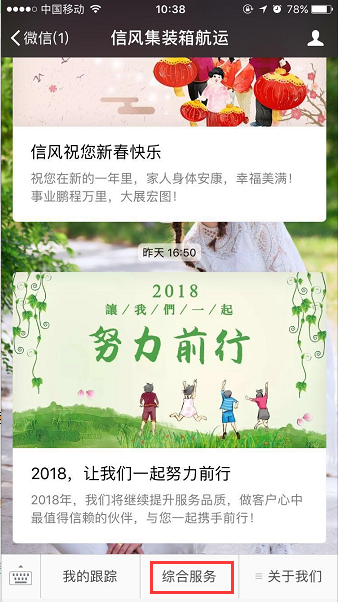 中国移动
10:38
78%
微信(1)
信风集装箱航运
信风祝您新春快乐
祝您在新的一年里，家人身体安康，幸福美满！
事业鹏程万里，大展宏图！
昨天 16:50
2018
讓/我/們/一/起
努力前行
2018，让我们一起努力前行
2018年，我们将继续提升服务品质，做客户心中
最值得信赖的伙伴，与您一起携手前行！
我的跟踪
综合服务
关于我们